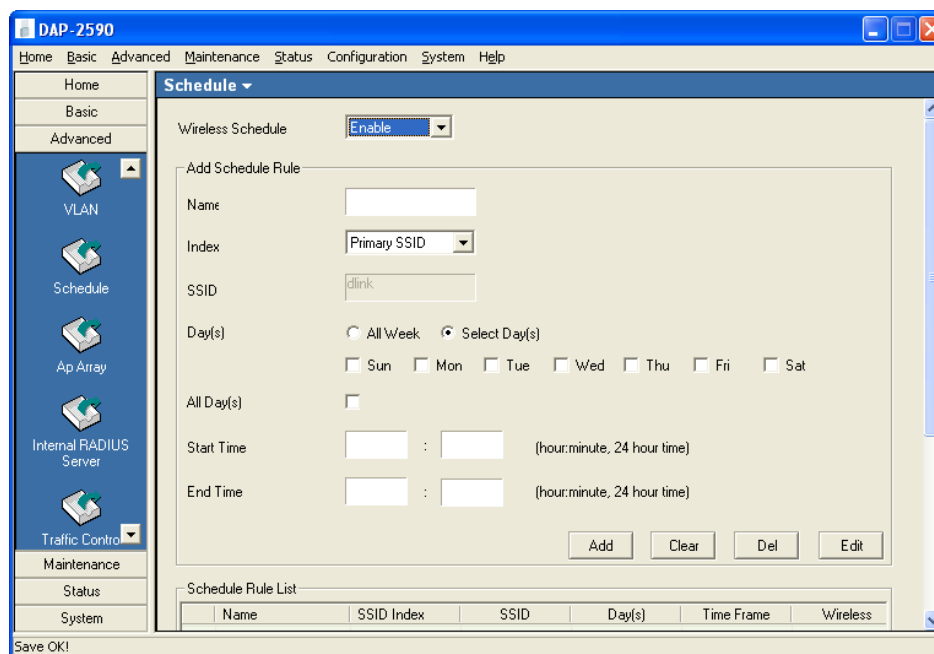 DAP-2590
Home Basic Advanced Maintenance Status Configuration System Help
Home
Basic
Advanced
VLAN
Schedule
Ap Array
Internal RADIUS
Server
Traffic Contro
Maintenance
Status
System
Schedule
Wireless Schedule Enable
Add Schedule Rule
Name
Index Primary SSID
SSID dlink
Day(s) All Week Select Day(s)
Sun Mon Tue Wed Thu Fri Sat
All Day(s)
Start Time : (hour:minute, 24 hour time)
End Time : (hour:minute, 24 hour time)
Add Clear Del Edit
Schedule Rule List
Name SSID Index SSID Day(s) Time Frame Wireless
Save OK!